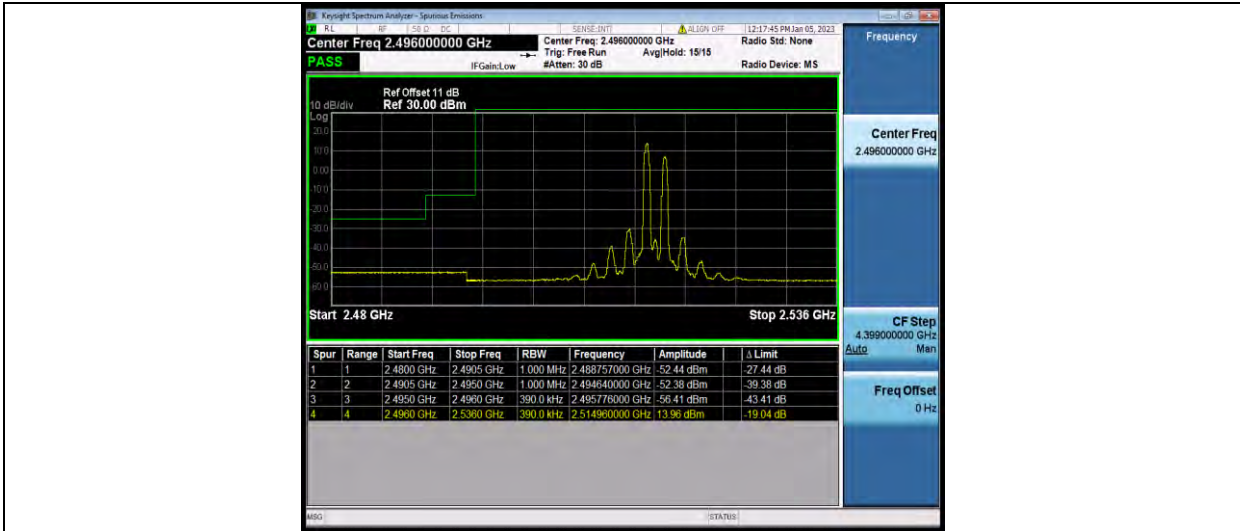 Keysight Spectrum Analyzer - Spurious Emissions
RL RF 50 Ω DC SENSE:INT ALIGN OFF 12:17:45 PM Jan 05, 2023
Center Freq 2.496000000 GHz
Center Freq: 2.496000000 GHz
Radio Std: None
Trig: Free Run Avg|Hold: 15/15
PASS
IFGain:Low
#Atten: 30 dB
Radio Device: MS
Frequency
Ref Offset 11 dB
10 dB/div Ref 30.00 dBm
Log
20.0
10.0
0.00
-10.0
-20.0
-30.0
-40.0
-50.0
-60.0
Start 2.48 GHz Stop 2.536 GHz
Center Freq
2.496000000 GHz
CF Step
4.399000000 GHz
Auto Man
Freq Offset
0 Hz
Spur Range Start Freq Stop Freq RBW Frequency Amplitude Δ Limit
1 1 2.4800 GHz 2.4905 GHz 1.000 MHz 2.488757000 GHz -52.44 dBm -27.44 dB
2 2 2.4905 GHz 2.4950 GHz 1.000 MHz 2.494640000 GHz -52.38 dBm -39.38 dB
3 3 2.4950 GHz 2.4960 GHz 390.0 kHz 2.495776000 GHz -56.41 dBm -43.41 dB
4 4 2.4960 GHz 2.5360 GHz 390.0 kHz 2.514960000 GHz 13.96 dBm -19.04 dB
MSG STATUS